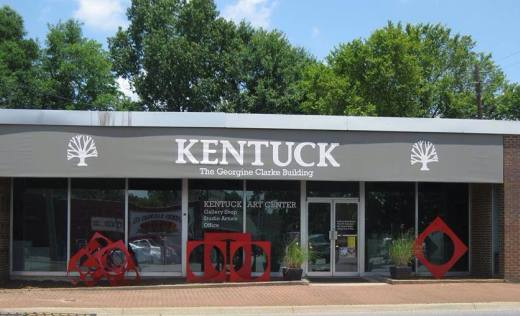 KENTUCK
The Georgine Clarke Building
KENTUCK ART CENTER
Gallery Shop
Studio Artists
Office